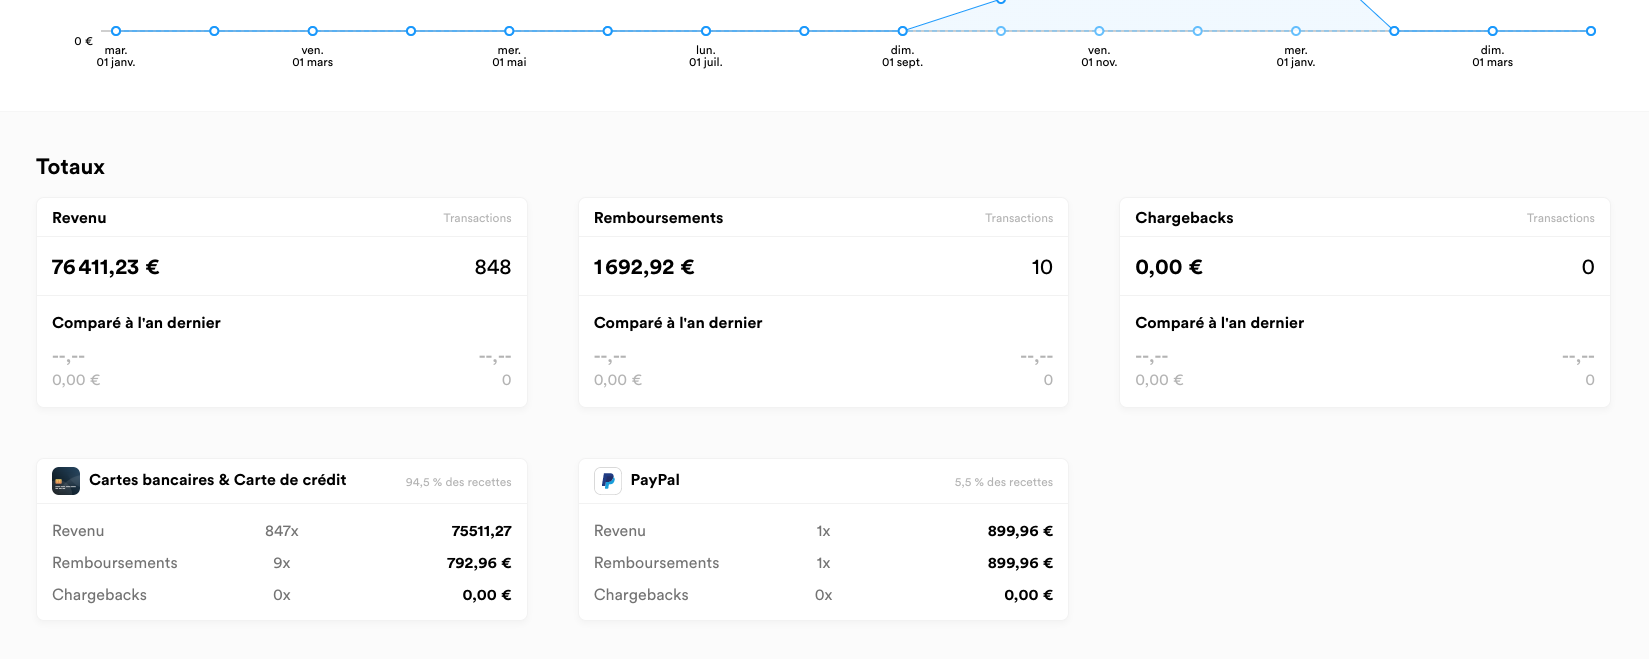 0 €
mar.
01 janv.
ven.
01 mars
mer.
01 mai
lun.
01 juil.
dim.
01 sept.
ven.
01 nov.
mer.
01 janv.
dim.
01 mars
Totaux
Revenu Transactions
76 411,23 € 848
Comparé à l'an dernier
--,-- --,--
0,00 € 0
Remboursements Transactions
1 692,92 € 10
Comparé à l'an dernier
--,-- --,--
0,00 € 0
Chargebacks Transactions
0,00 € 0
Comparé à l'an dernier
--,-- --,--
0,00 € 0
Cartes bancaires & Carte de crédit 94,5 % des recettes
Revenu 847x 75511,27
Remboursements 9x 792,96 €
Chargebacks 0x 0,00 €
PayPal 5,5 % des recettes
Revenu 1x 899,96 €
Remboursements 1x 899,96 €
Chargebacks 0x 0,00 €